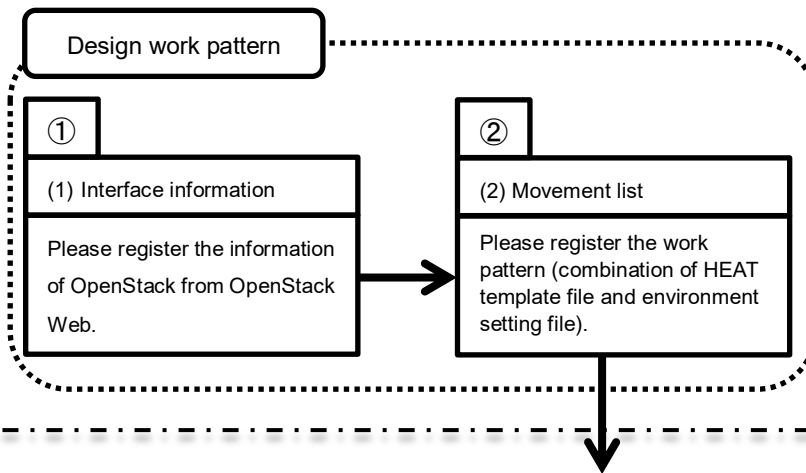 Design work pattern
①
(1) Interface information
Please register the information
of OpenStack from OpenStack
Web.
②
(2) Movement list
Please register the work
pattern (combination of HEAT
template file and environment
setting file).